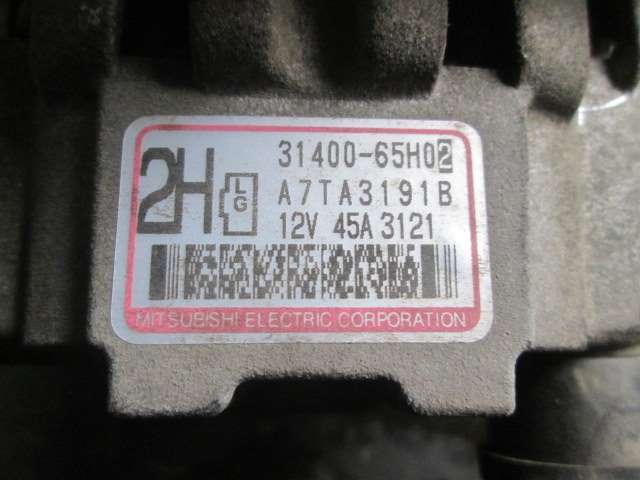 2H
LG
31400-65H02
A7TA3191B
12V 45A 3121
MITSUBISHI ELECTRIC CORPORATION